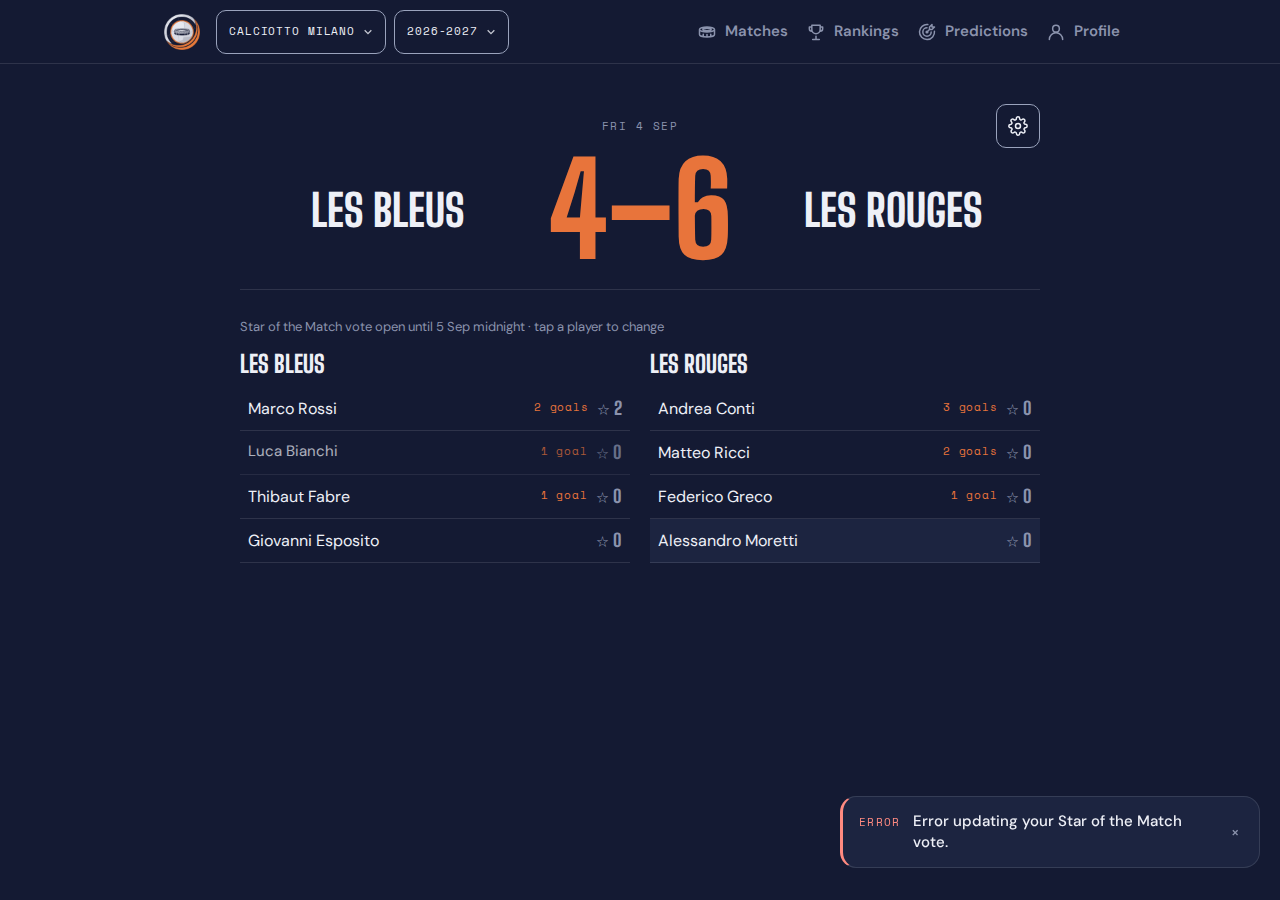 CALCIOTTO MILANO
2026-2027
Matches
Rankings
Predictions
Profile
FRI 4 SEP
LES BLEUS
4–6
LES ROUGES
Star of the Match vote open until 5 Sep midnight · tap a player to change
LES BLEUS
Marco Rossi 2 goals ☆ 2
Luca Bianchi 1 goal ☆ 0
Thibaut Fabre 1 goal ☆ 0
Giovanni Esposito ☆ 0
LES ROUGES
Andrea Conti 3 goals ☆ 0
Matteo Ricci 2 goals ☆ 0
Federico Greco 1 goal ☆ 0
Alessandro Moretti ☆ 0
ERROR
Error updating your Star of the Match
vote.
×